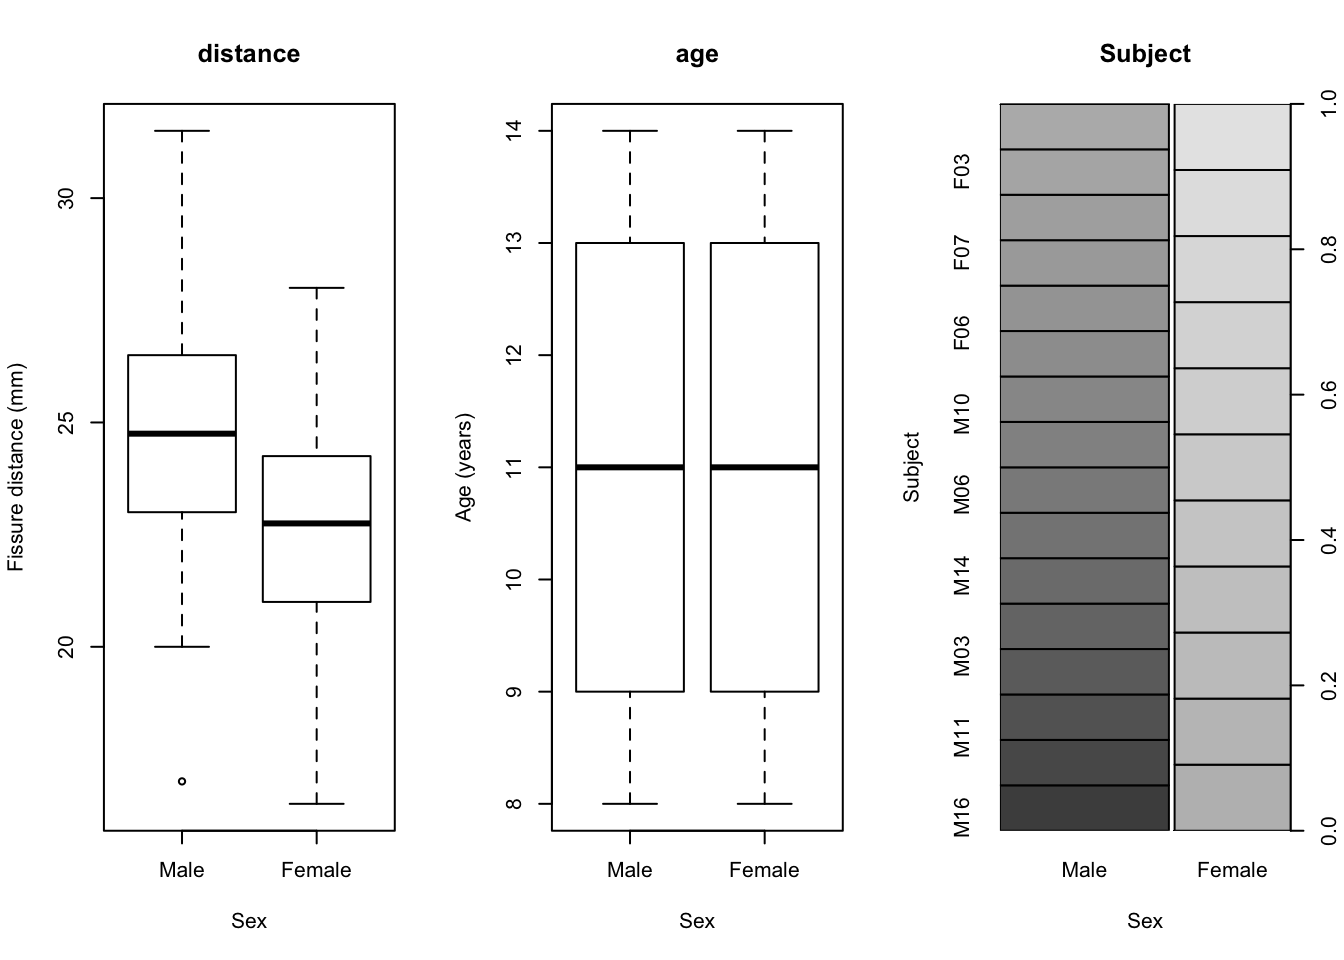 distance
Fissure distance (mm)
30
25
20
Male Female
Sex
age
Age (years)
14
13
12
11
10
9
8
Male Female
Sex
Subject
Subject
F03
F07
F06
M10
M06
M14
M03
M11
M16
1.0
0.8
0.6
0.4
0.2
0.0
Male Female
Sex